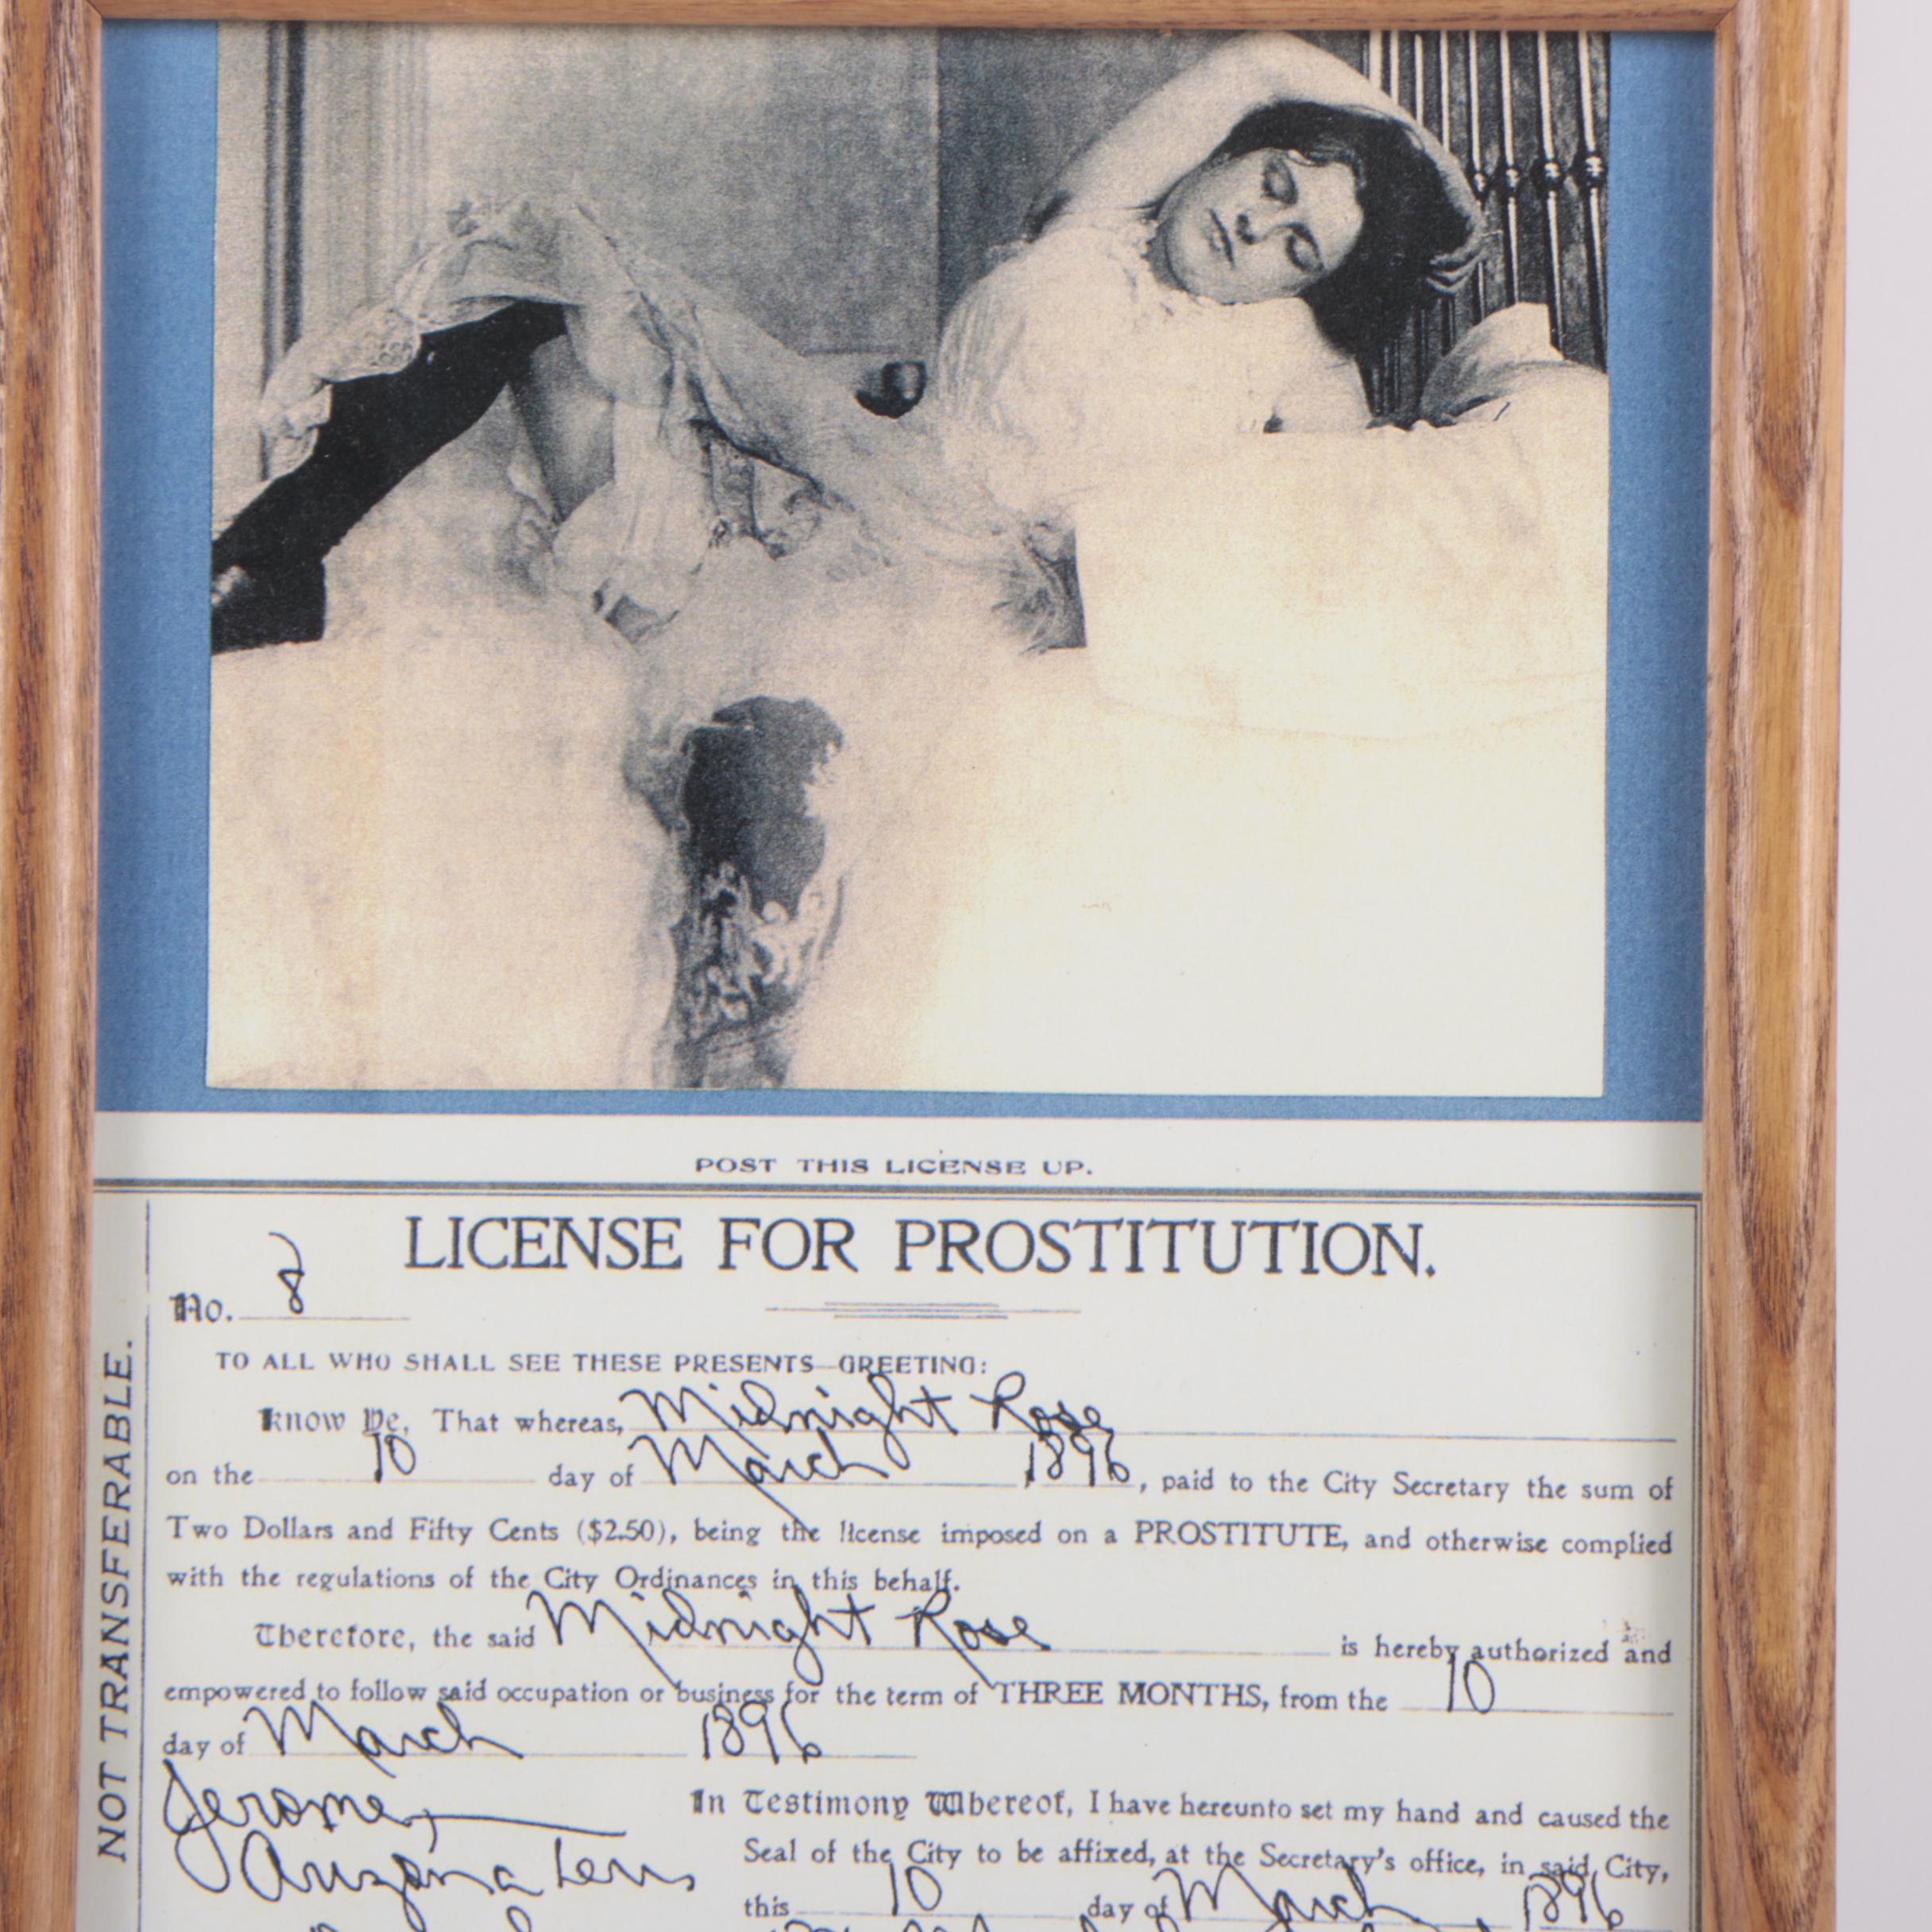 POST THIS LICENSE UP.
LICENSE FOR PROSTITUTION.
No. 8
TO ALL WHO SHALL SEE THESE PRESENTS—GREETING:
Know Ye, That whereas, Midnight Rose
on the 10 day of March 1896, paid to the City Secretary the sum of
Two Dollars and Fifty Cents ($2.50), being the license imposed on a PROSTITUTE, and otherwise complied
with the regulations of the City Ordinances in this behalf.
Therefore, the said Midnight Rose is hereby authorized and
empowered to follow said occupation or business for the term of THREE MONTHS, from the 10
day of March 1896
Jerome,
Arizona Terr.
In Testimony Whereof, I have hereunto set my hand and caused the
Seal of the City to be affixed, at the Secretary's office, in said City,
this 10 day of March 1896
NOT TRANSFERABLE.